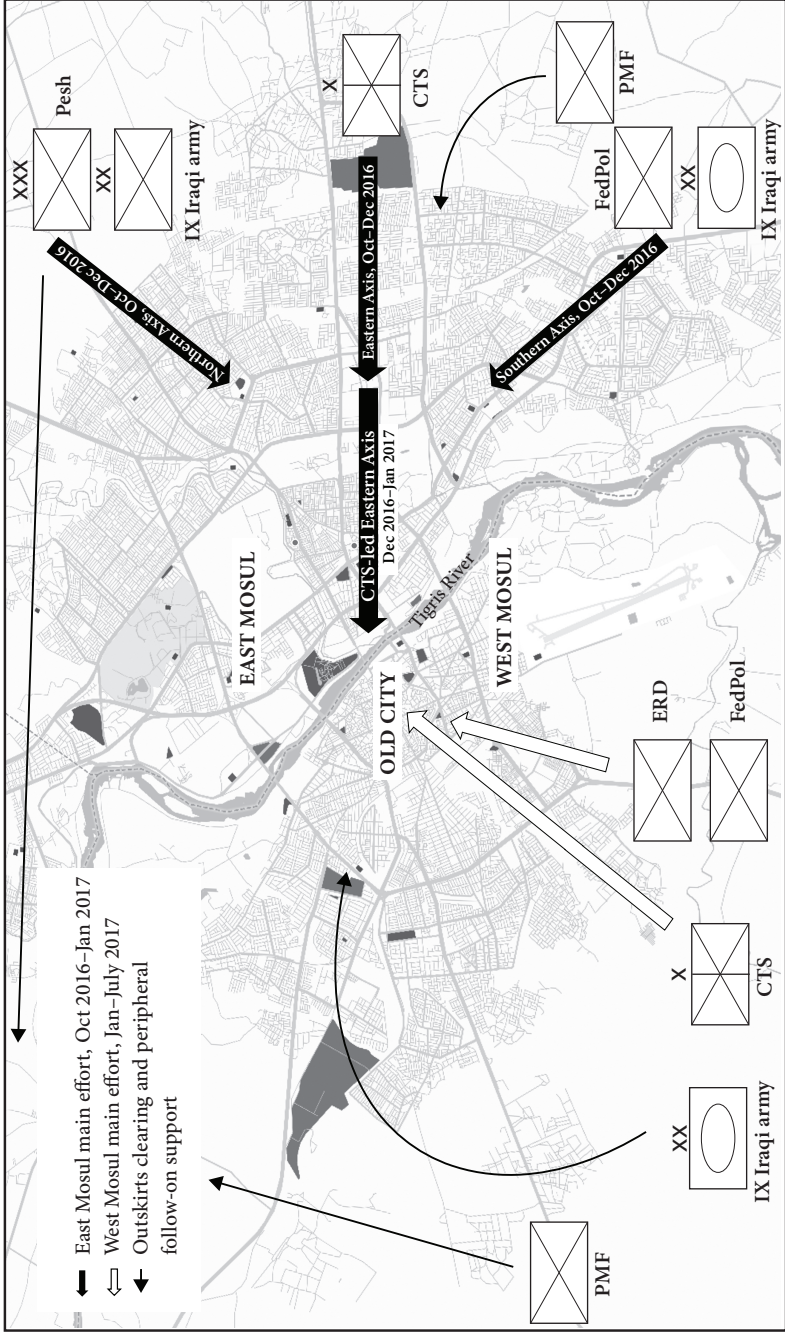 East Mosul main effort, Oct 2016–Jan 2017
West Mosul main effort, Jan–July 2017
Outskirts clearing and peripheral
follow-on support
XXX
Pesh
XX
IX Iraqi army
Northern Axis, Oct–Dec 2016
EAST MOSUL
X
CTS
Eastern Axis, Oct–Dec 2016
CTS-led Eastern Axis
Dec 2016–Jan 2017
OLD CITY
Tigris River
WEST MOSUL
Southern Axis, Oct–Dec 2016
PMF
FedPol
XX
IX Iraqi army
ERD
FedPol
X
CTS
XX
IX Iraqi army
PMF